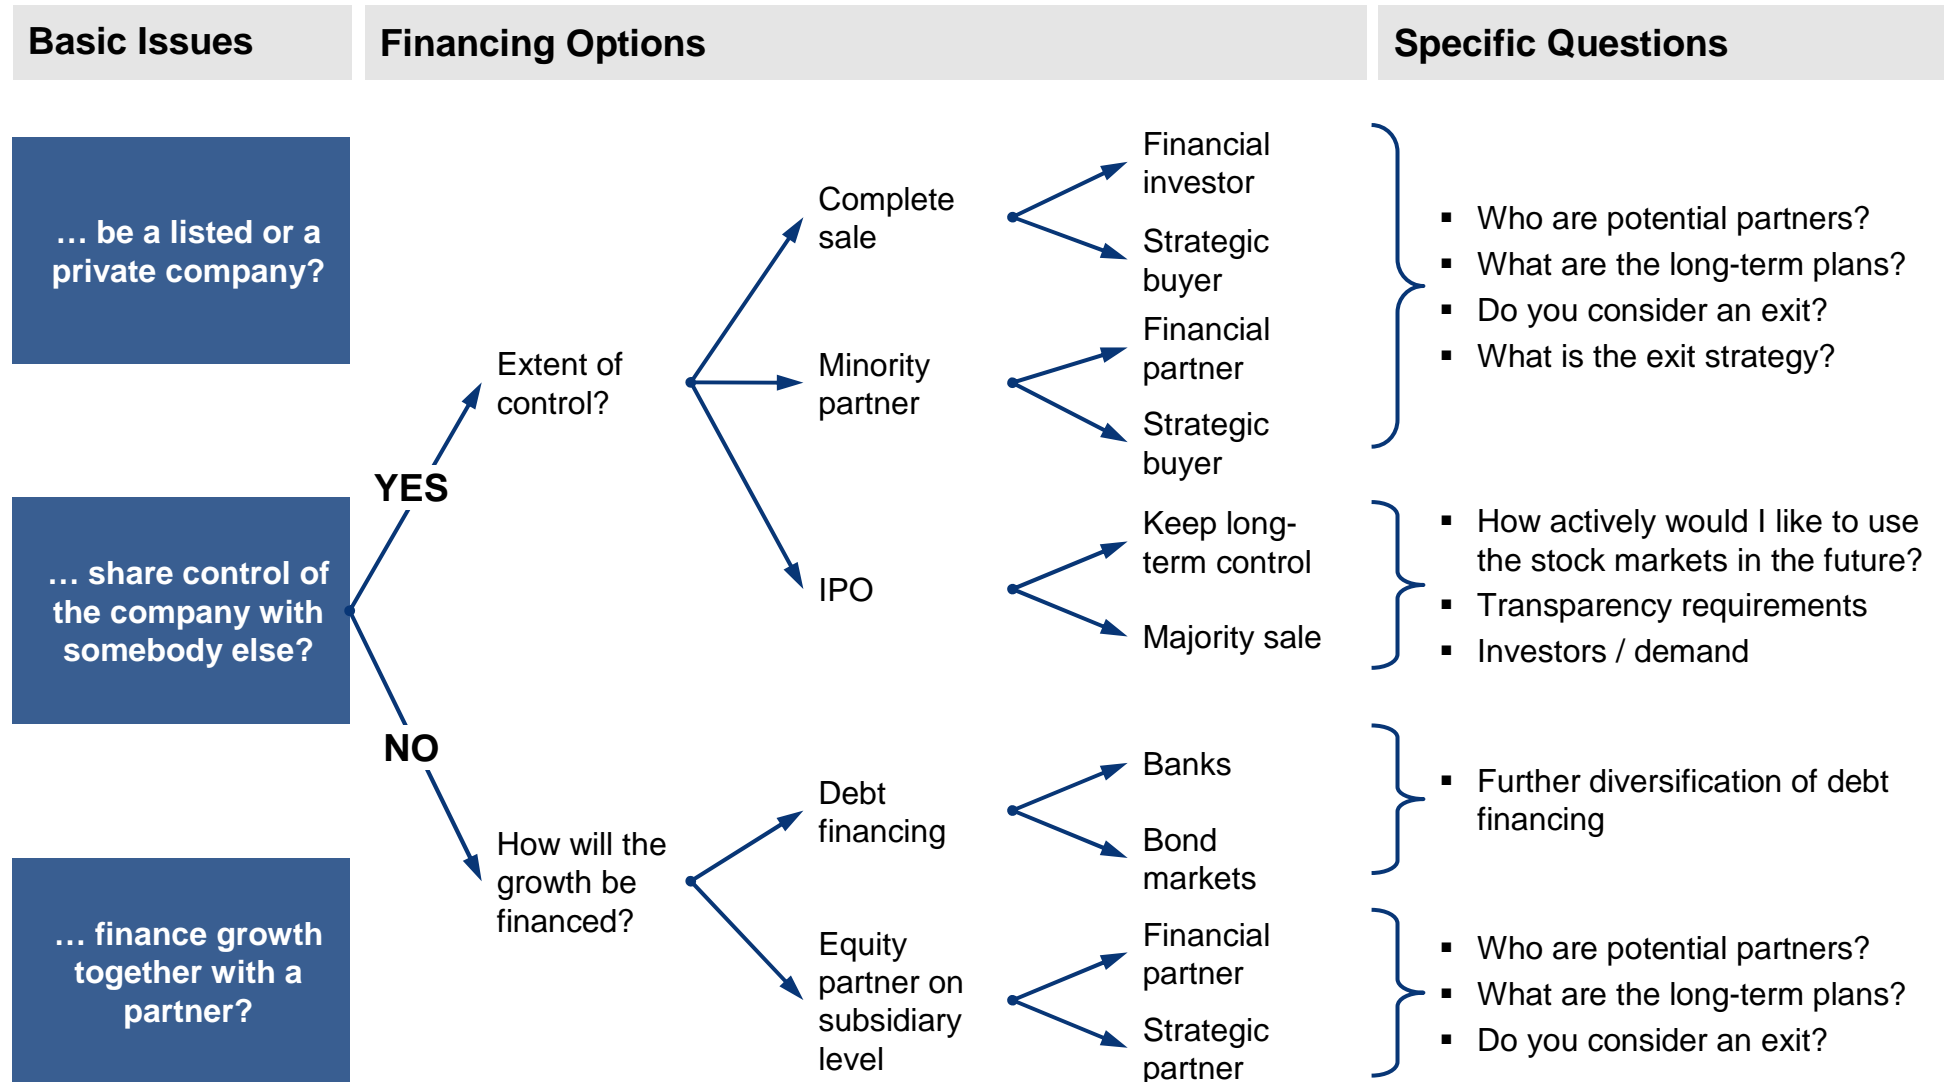 Basic Issues
Financing Options
Specific Questions
… be a listed or a
private company?
… share control of
the company with
somebody else?
… finance growth
together with a
partner?
YES
NO
Extent of
control?
How will the
growth be
financed?
Complete
sale
Minority
partner
IPO
Debt
financing
Equity
partner on
subsidiary
level
Financial
investor
Strategic
buyer
Financial
partner
Strategic
buyer
Keep long-
term control
Majority sale
Banks
Bond
markets
Financial
partner
Strategic
partner
▪ Who are potential partners?
▪ What are the long-term plans?
▪ Do you consider an exit?
▪ What is the exit strategy?
▪ How actively would I like to use
the stock markets in the future?
▪ Transparency requirements
▪ Investors / demand
▪ Further diversification of debt
financing
▪ Who are potential partners?
▪ What are the long-term plans?
▪ Do you consider an exit?